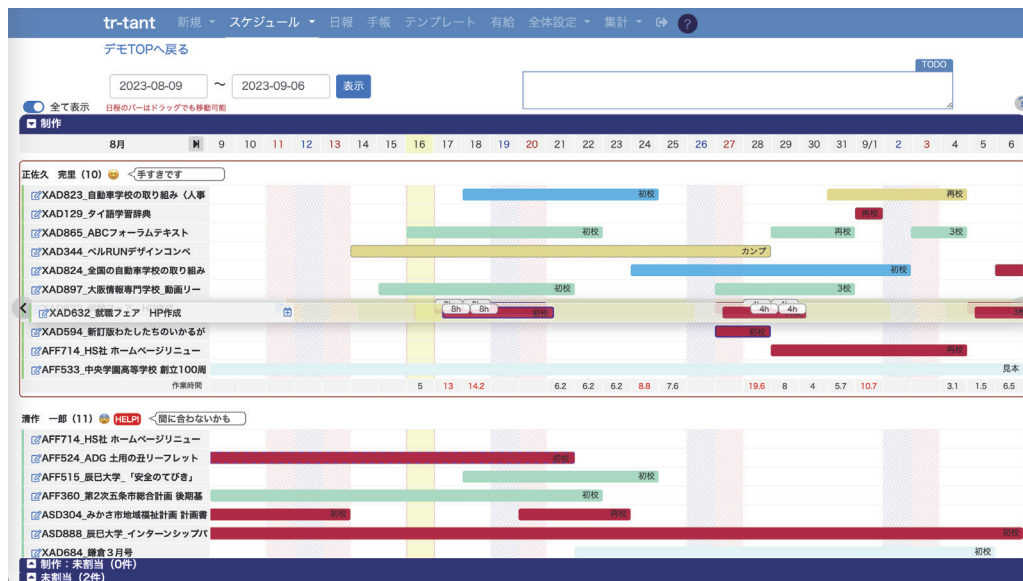 tr-tant 新規 スケジュール 日報 手帳 テンプレート 有給 全体設定 集計 ?
デモTOPへ戻る
TODO
2023-08-09 〜 2023-09-06 表示
全て表示 日程のバーはドラッグでも移動可能
制作
8月 9 10 11 12 13 14 15 16 17 18 19 20 21 22 23 24 25 26 27 28 29 30 31 9/1 2 3 4 5 6
正佐久 完里 (10) 手すきです
XAD823_自動車学校の取り組み〈人事 初校 再校
XAD129_タイ語学習辞典 再校
XAD865_ABCフォーラムテキスト 初校 再校 3校
XAD344_ベルRUNデザインコンペ カンプ
XAD824_全国の自動車学校の取り組み 初校
XAD897_大阪情報専門学校_動画リー 初校 3校
XAD632_就職フェア HP作成 8h 8h 初校 4h 4h
XAD594_新訂版わたしたちのいかるが 初校
AFF714_HS社 ホームページリニュー 再校
AFF533_中央学園高等学校 創立100周 見本
作業時間 5 13 14.2 6.2 6.2 6.2 8.8 7.6 19.6 8 4 5.7 10.7 3.1 1.5 6.5
清作 一郎 (11) HELP! 間に合わないかも
AFF714_HS社 ホームページリニュー
AFF524_ADG 土用の丑リーフレット 初校
AFF515_辰巳大学_「安全のてびき」 初校
AFF360_第2次五条市総合計画 後期基 初校
ASD304_みかさ市地域福祉計画 計画書 初校 再校
ASD888_辰巳大学_インターンシップパ 初校
XAD684_鎌倉３月号 初校
制作：未割当（0件）
未割当（2件）